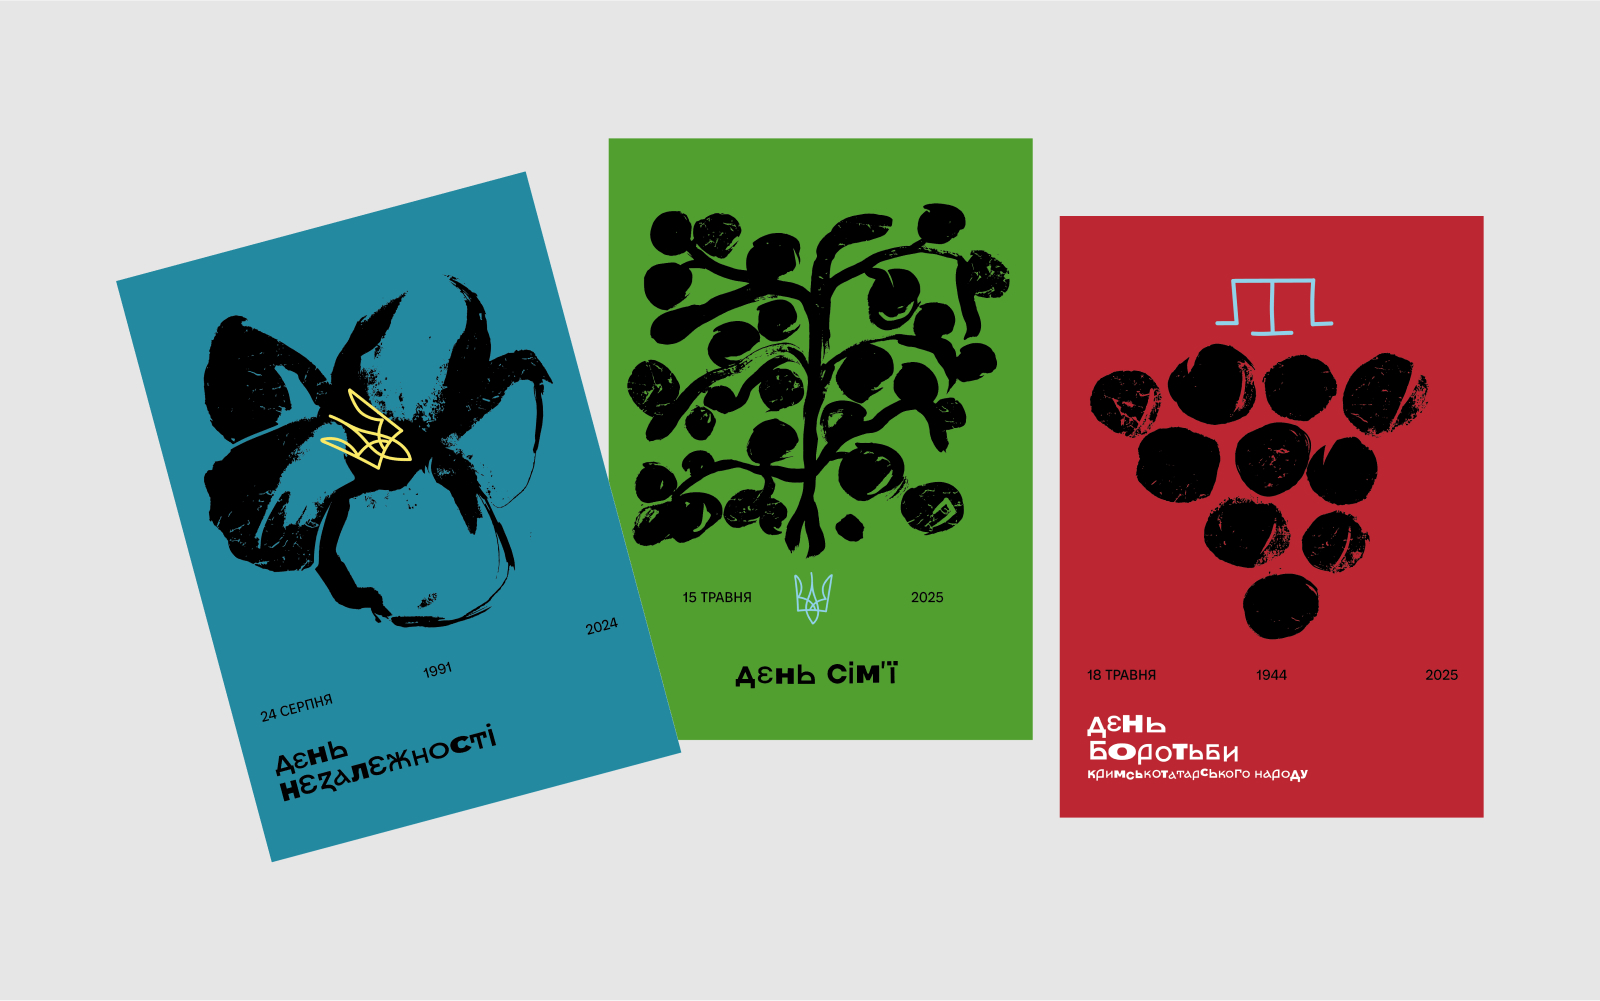 24 СЕРПНЯ
1991
2024
день
незалежності
15 ТРАВНЯ
2025
день сім'ї
18 ТРАВНЯ
1944
2025
день
боротьби
кримськотатарського народу